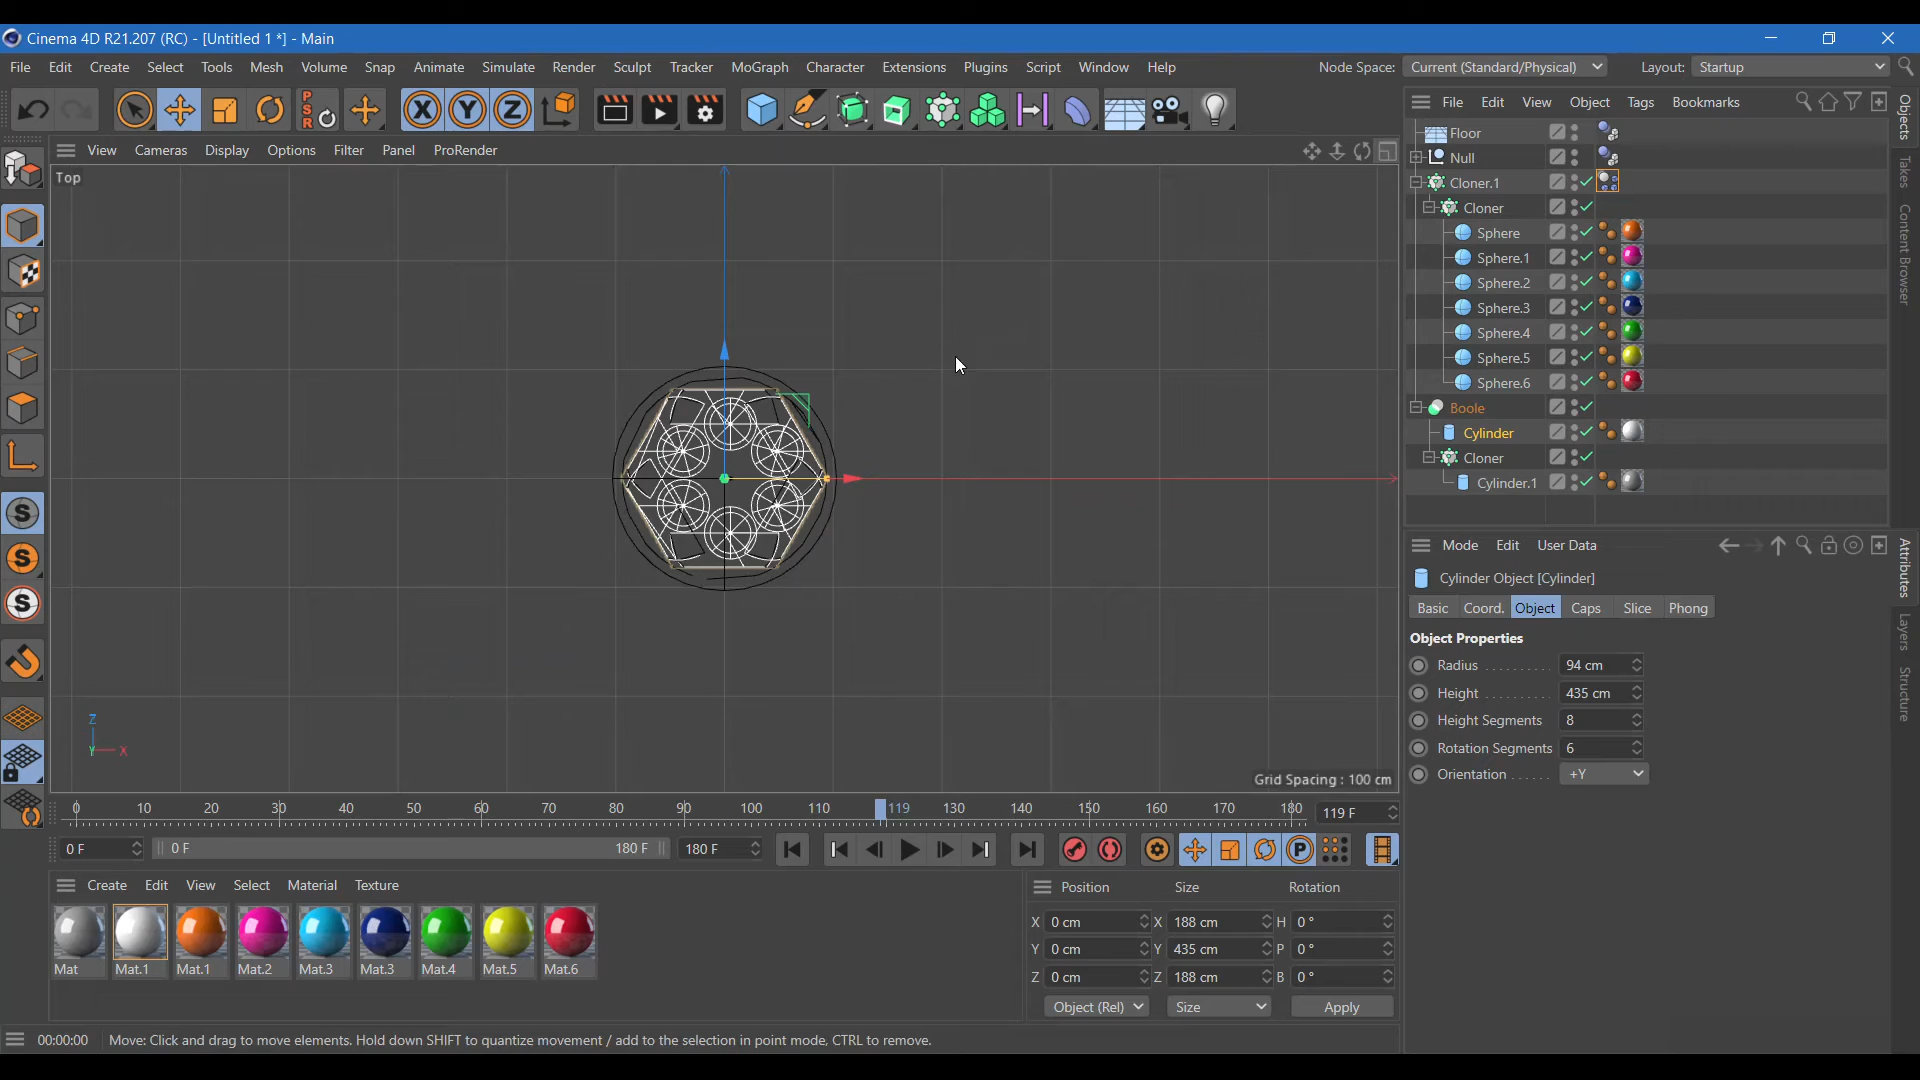 Cinema 4D R21.207 (RC) - [Untitled 1 *] - Main
File Edit Create Select Tools Mesh Volume Snap Animate Simulate Render Sculpt Tracker MoGraph Character Extensions Plugins Script Window Help Node Space: Current (Standard/Physical) Layout: Startup
PSR X Y Z
File Edit View Object Tags Bookmarks
View Cameras Display Options Filter Panel ProRender
Top
Floor
Null
Cloner.1
Cloner
Sphere
Sphere.1
Sphere.2
Sphere.3
Sphere.4
Sphere.5
Sphere.6
Boole
Cylinder
Cloner
Cylinder.1
Objects
Takes
Content Browser
Mode Edit User Data
Cylinder Object [Cylinder]
Basic Coord. Object Caps Slice Phong
Object Properties
Radius 94 cm
Height 435 cm
Height Segments 8
Rotation Segments 6
Orientation +Y
Attributes
Layers
Structure
S
S
S
Z
Y X
Grid Spacing : 100 cm
0 10 20 30 40 50 60 70 80 90 100 110 119 130 140 150 160 170 180 119 F
0 F 0 F 180 F 180 F
P
Create Edit View Select Material Texture
Mat Mat.1 Mat.1 Mat.2 Mat.3 Mat.3 Mat.4 Mat.5 Mat.6
Position Size Rotation
X 0 cm X 188 cm H 0 °
Y 0 cm Y 435 cm P 0 °
Z 0 cm Z 188 cm B 0 °
Object (Rel) Size Apply
00:00:00 Move: Click and drag to move elements. Hold down SHIFT to quantize movement / add to the selection in point mode, CTRL to remove.